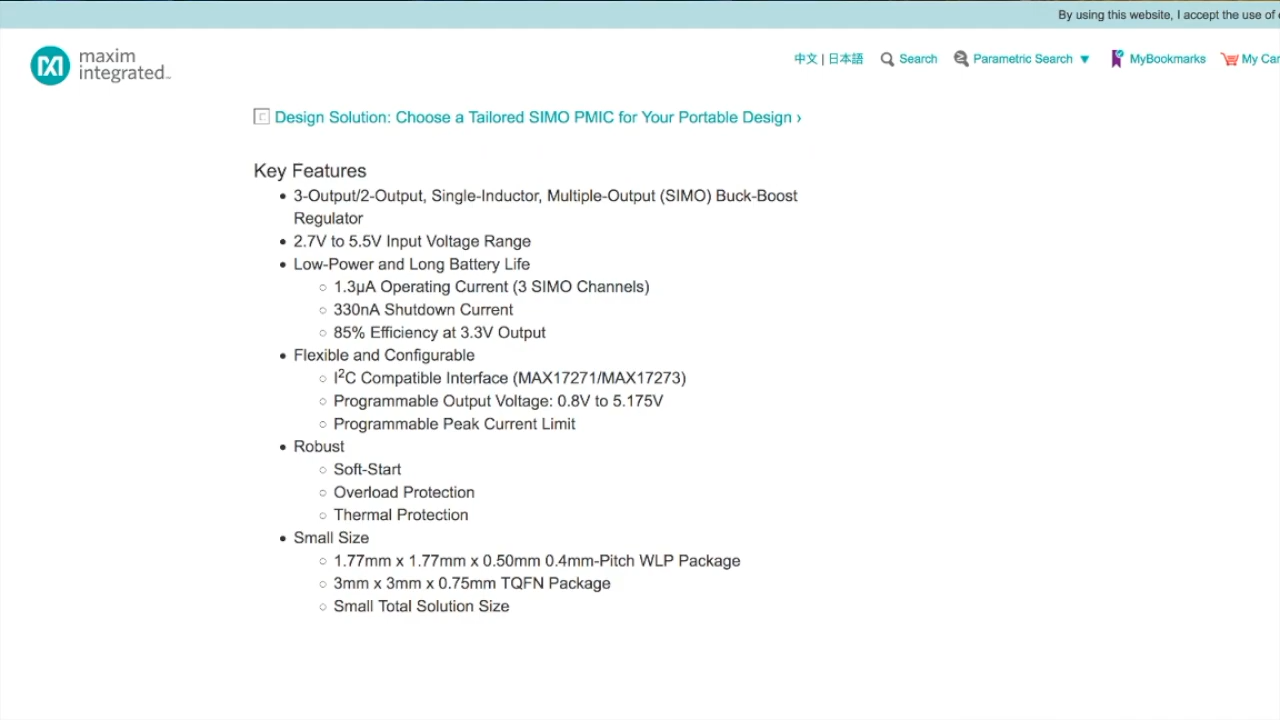 By using this website, I accept the use of
maxim
integrated™
中文 | 日本語
Search
Parametric Search ▼
MyBookmarks
My Car
Design Solution: Choose a Tailored SIMO PMIC for Your Portable Design ›
Key Features
• 3-Output/2-Output, Single-Inductor, Multiple-Output (SIMO) Buck-Boost
Regulator
• 2.7V to 5.5V Input Voltage Range
• Low-Power and Long Battery Life
○ 1.3µA Operating Current (3 SIMO Channels)
○ 330nA Shutdown Current
○ 85% Efficiency at 3.3V Output
• Flexible and Configurable
○ I²C Compatible Interface (MAX17271/MAX17273)
○ Programmable Output Voltage: 0.8V to 5.175V
○ Programmable Peak Current Limit
• Robust
○ Soft-Start
○ Overload Protection
○ Thermal Protection
• Small Size
○ 1.77mm x 1.77mm x 0.50mm 0.4mm-Pitch WLP Package
○ 3mm x 3mm x 0.75mm TQFN Package
○ Small Total Solution Size